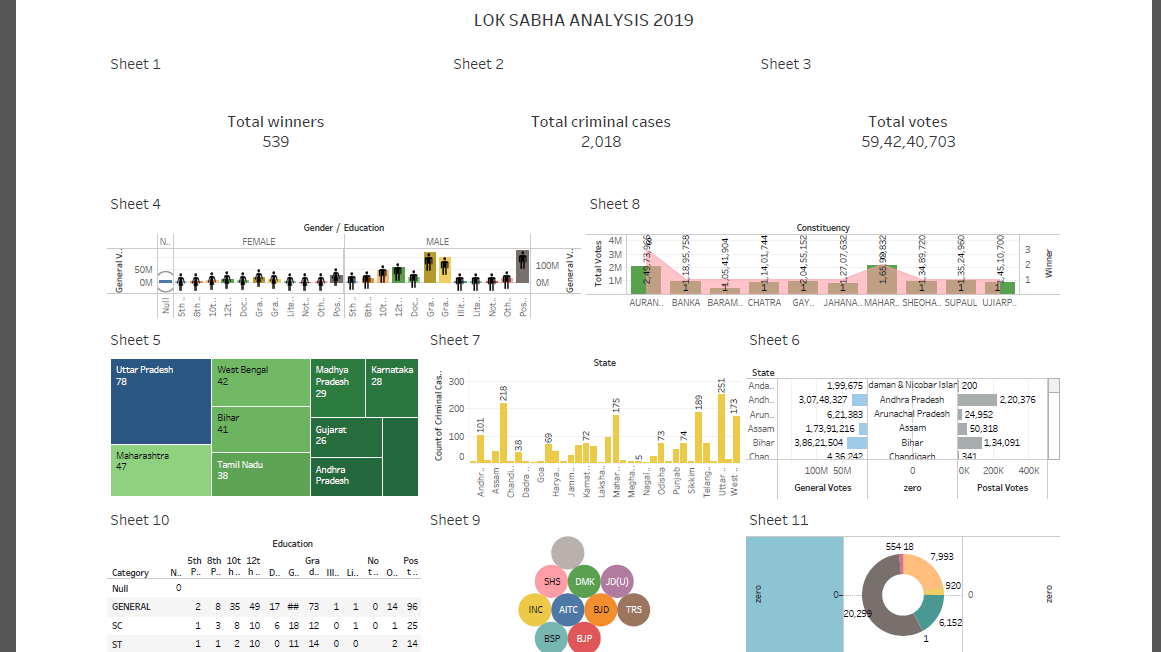 LOK SABHA ANALYSIS 2019
Sheet 1
Sheet 2
Sheet 3
Total winners
539
Total criminal cases
2,018
Total votes
59,42,40,703
Sheet 4
Gender / Education
N..
FEMALE
MALE
General V..
50M
0M
100M
0M
General V..
Null
5th ..
8th ..
10t..
12t..
Doc..
Gra..
Gra..
Lite..
Not..
Oth..
Pos..
5th ..
8th ..
10t..
12t..
Doc..
Gra..
Gra..
Illit..
Lite..
Not..
Oth..
Pos..
Sheet 8
Constituency
Total Votes
4M
3M
2M
1M
1,18,95,758
1,05,41,904
1,14,01,744
2,04,55,152
1,27,07,632
1,34,89,720
1,35,24,960
1,45,10,700
1
1
1
1
1
1
1
1
3
2
1
Winner
AURAN..
BANKA
BARAM..
CHATRA
GAY..
JAHANA..
MAHAR..
SHEOHA..
SUPAUL
UJIARP..
Sheet 5
Uttar Pradesh
78
Maharashtra
47
West Bengal
42
Bihar
41
Tamil Nadu
38
Madhya
Pradesh
29
Karnataka
28
Gujarat
26
Andhra
Pradesh
Sheet 7
State
Count of Criminal Cas..
300
200
100
0
101
218
38
69
72
175
5
73
74
189
251
173
Andhr..
Assam
Chandi..
Dadra ..
Goa
Harya..
Jamm..
Karnat..
Laksha..
Mahar..
Megha..
Nagal..
Odisha
Punjab
Sikkim
Telang..
Uttar ..
West ..
Sheet 6
State
Anda..
1,99,675
daman & Nicobar Islan
200
Andh..
3,07,48,327
Andhra Pradesh
2,20,376
Arun..
6,21,383
Arunachal Pradesh
24,952
Assam
1,73,91,216
Assam
50,318
Bihar
3,86,21,504
Bihar
1,34,091
Chan..
4,36,242
Chandigarh
341
100M 50M
0
0K 200K 400K
General Votes
zero
Postal Votes
Sheet 10
Education
Category N.. 5th P.. 8th P.. 10t h.. 12t h.. D.. G.. Gra d.. Ill.. Li.. No t.. O.. Pos t..
Null 0
GENERAL 2 8 35 49 17 ## 73 1 1 0 14 96
SC 1 3 8 10 6 18 12 0 1 0 1 25
ST 1 1 2 10 0 11 14 0 0 2 14
Sheet 9
SHS
DMK
JD(U)
INC
AITC
BJD
TRS
BSP
BJP
Sheet 11
zero
0
554 18
7,993
920
6,152
1
20,299
0
zero